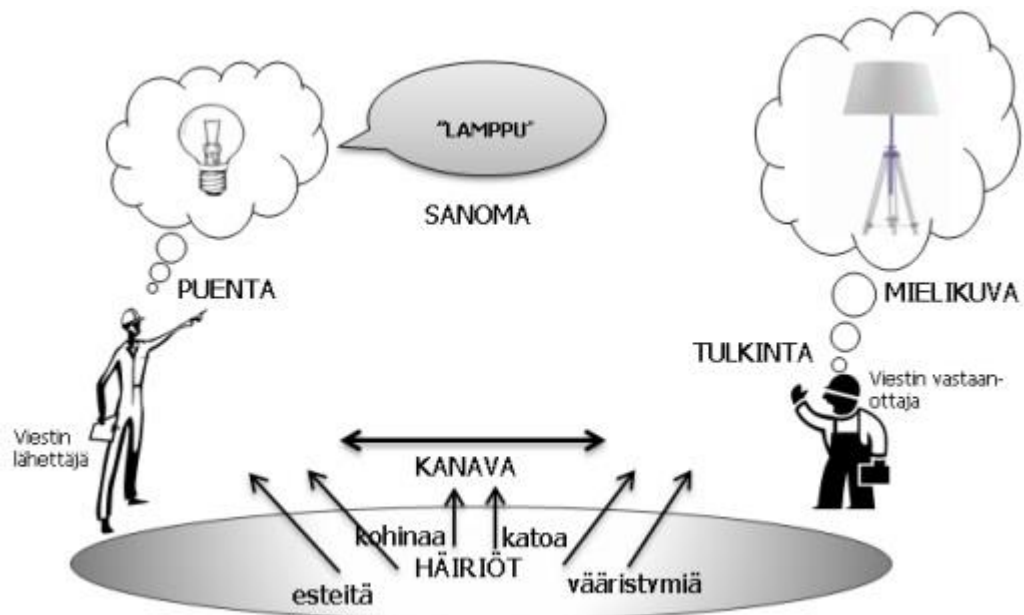 "LAMPPU"
SANOMA
PUENTA
MIELIKUVA
TULKINTA
Viestin vastaan-
ottaja
Viestin
lähettäjä
KANAVA
kohinaa
katoa
HÄIRIÖT
esteitä
vääristymiä